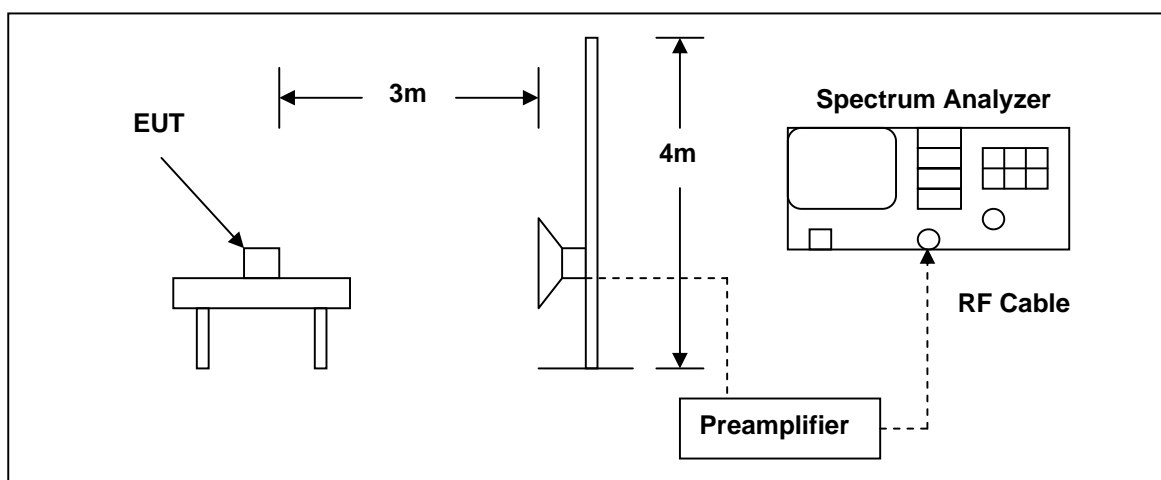 3m
Spectrum Analyzer
EUT
4m
RF Cable
Preamplifier